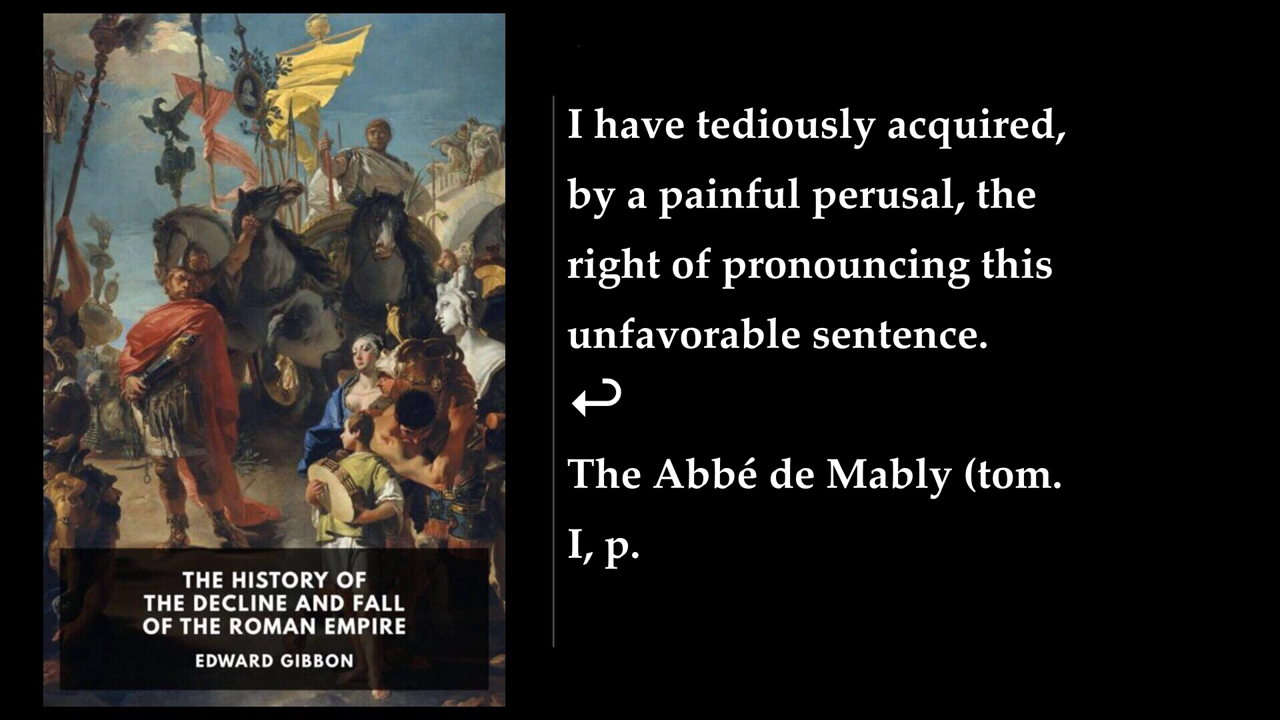 THE HISTORY OF
THE DECLINE AND FALL
OF THE ROMAN EMPIRE
EDWARD GIBBON
I have tediously acquired,
by a painful perusal, the
right of pronouncing this
unfavorable sentence.
↩
The Abbé de Mably (tom.
I, p.